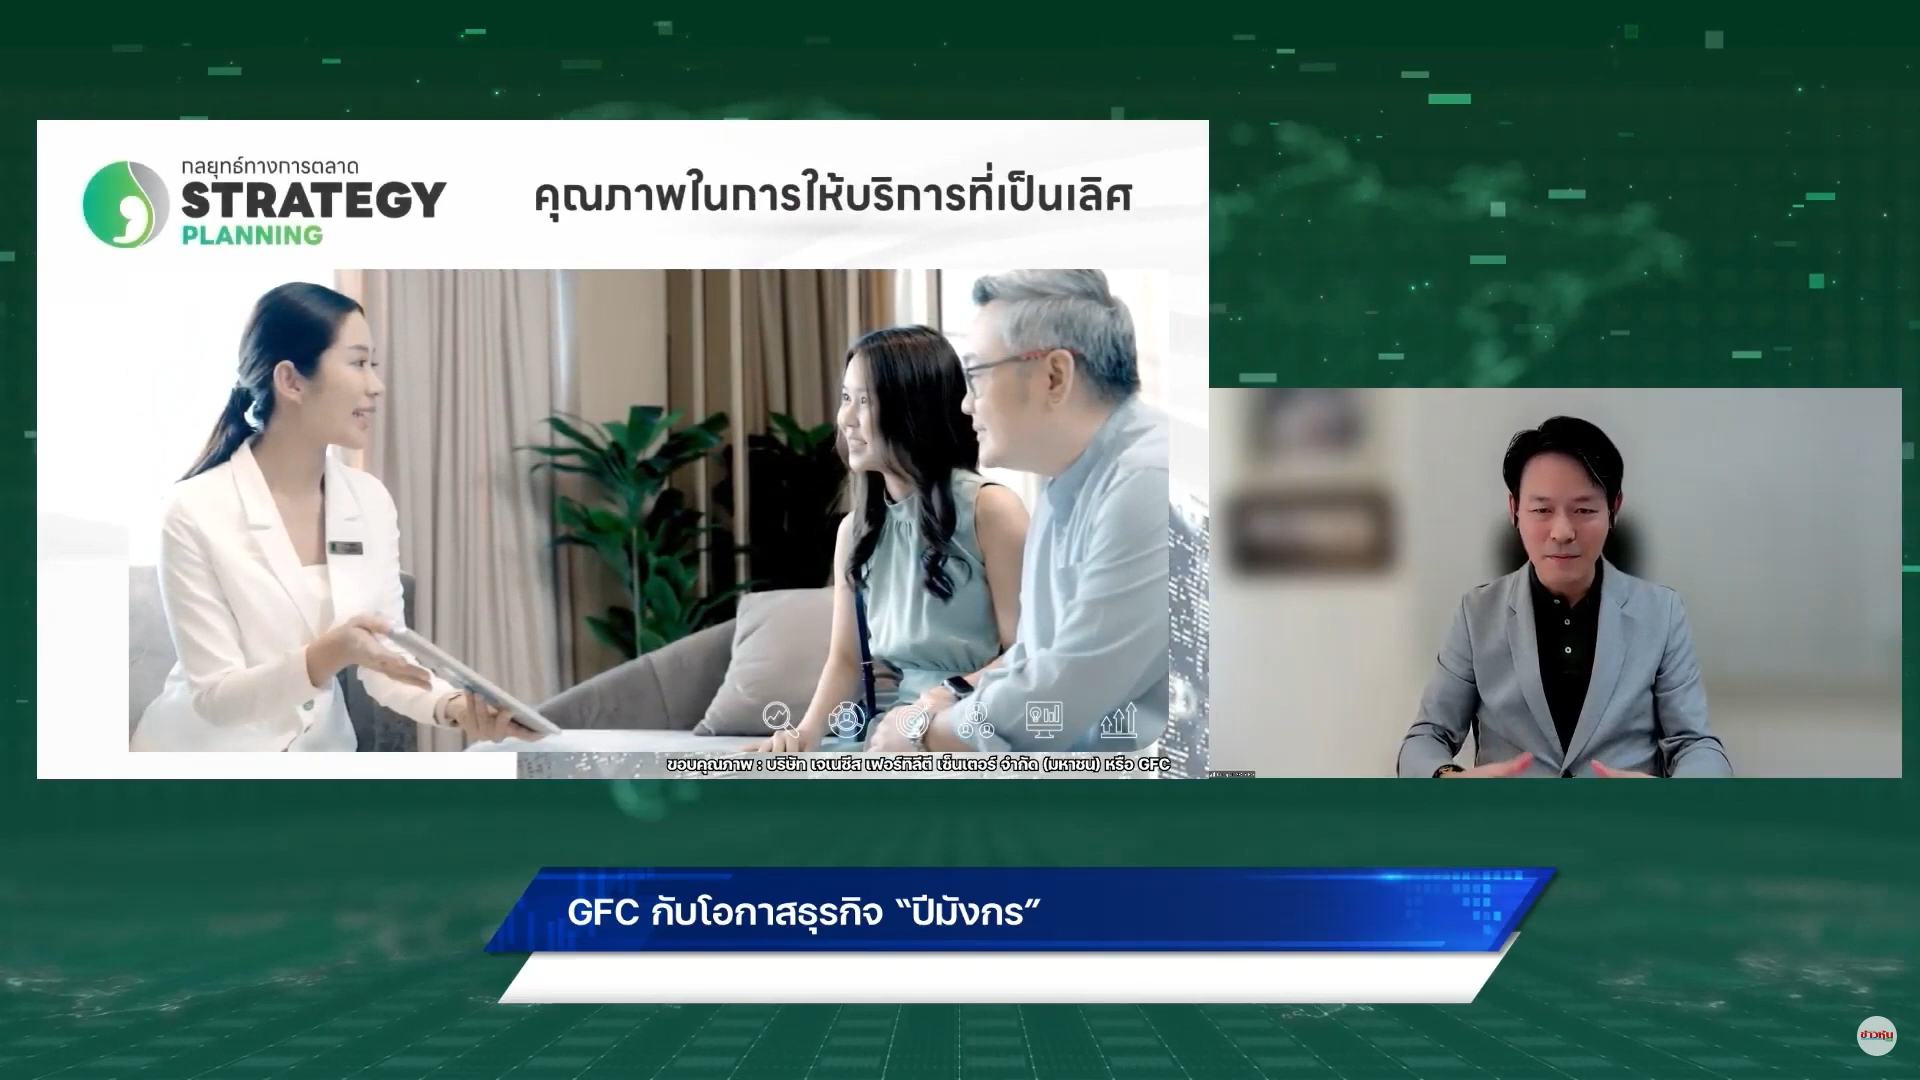 กลยุทธ์ทางการตลาด
STRATEGY
PLANNING
คุณภาพในการให้บริการที่เป็นเลิศ
ขอบคุณภาพ : บริษัท เจเนซีส เฟอร์ทิลีตี เซ็นเตอร์ จำกัด (มหาชน) หรือ GFC
GFC กับโอกาสธุรกิจ “ปีมังกร”
ข่าวหุ้น